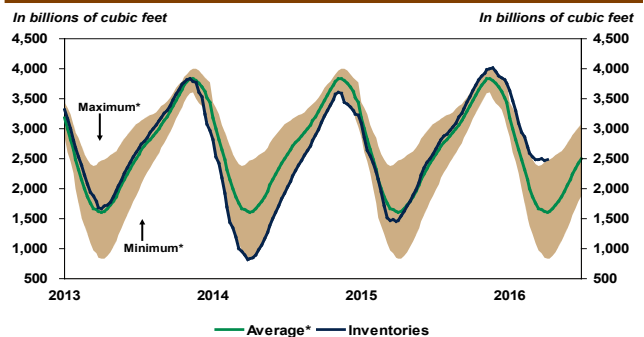 In billions of cubic feet In billions of cubic feet
4,500 4,500
4,000 4,000
3,500 3,500
Maximum*
3,000 3,000
2,500 2,500
2,000 2,000
1,500 1,500
Minimum*
1,000 1,000
500 500
2013 2014 2015 2016
Average* Inventories